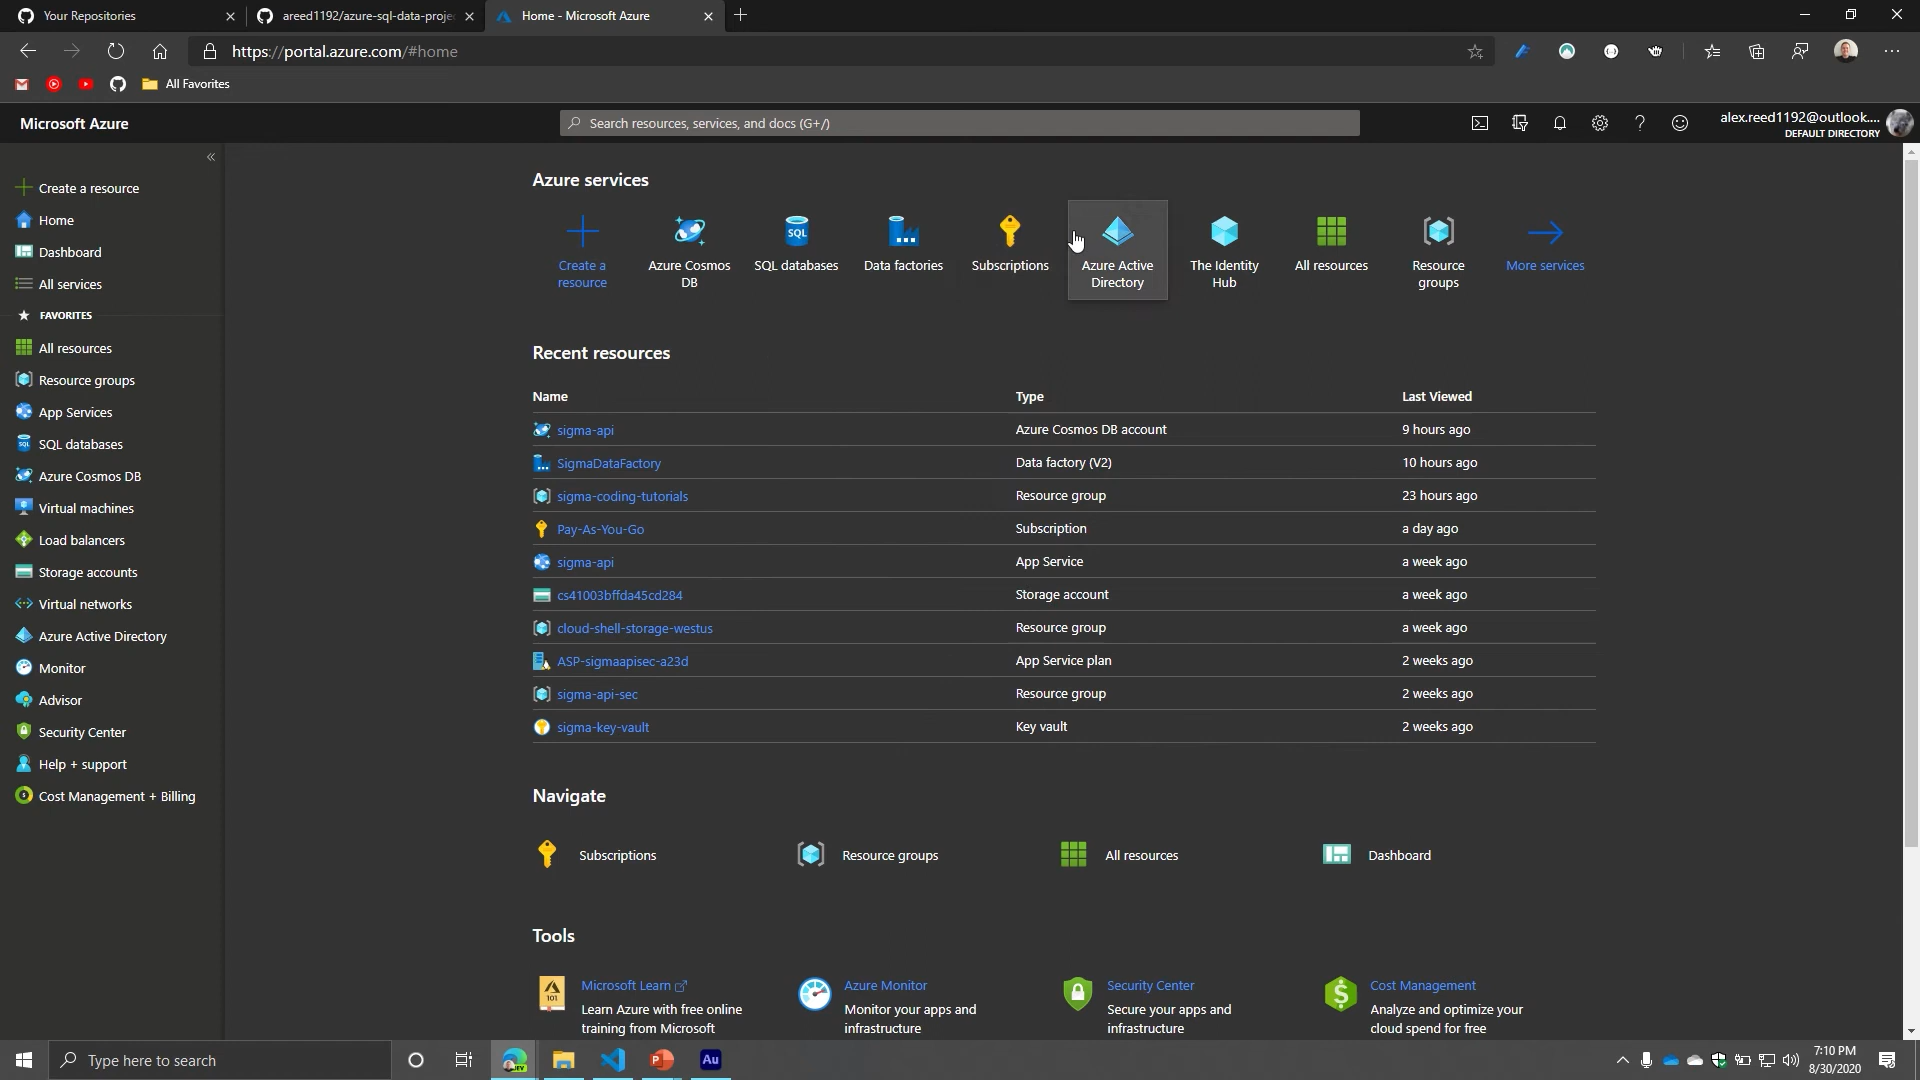 Your Repositories
areed1192/azure-sql-data-proje
Home - Microsoft Azure
https://portal.azure.com/#home
All Favorites
Microsoft Azure
Search resources, services, and docs (G+/)
alex.reed1192@outlook....
DEFAULT DIRECTORY
Create a resource
Home
Dashboard
All services
FAVORITES
All resources
Resource groups
App Services
SQL databases
Azure Cosmos DB
Virtual machines
Load balancers
Storage accounts
Virtual networks
Azure Active Directory
Monitor
Advisor
Security Center
Help + support
Cost Management + Billing
Azure services
Create a
resource
Azure Cosmos
DB
SQL
SQL databases
Data factories
Subscriptions
Azure Active
Directory
The Identity
Hub
All resources
Resource
groups
More services
Recent resources
Name Type Last Viewed
sigma-api Azure Cosmos DB account 9 hours ago
SigmaDataFactory Data factory (V2) 10 hours ago
sigma-coding-tutorials Resource group 23 hours ago
Pay-As-You-Go Subscription a day ago
sigma-api App Service a week ago
cs41003bffda45cd284 Storage account a week ago
cloud-shell-storage-westus Resource group a week ago
ASP-sigmaapisec-a23d App Service plan 2 weeks ago
sigma-api-sec Resource group 2 weeks ago
sigma-key-vault Key vault 2 weeks ago
Navigate
Subscriptions Resource groups All resources Dashboard
Tools
101
Microsoft Learn
Learn Azure with free online
training from Microsoft
Azure Monitor
Monitor your apps and
infrastructure
Security Center
Secure your apps and
infrastructure
Cost Management
Analyze and optimize your
cloud spend for free
Type here to search
Au
7:10 PM
8/30/2020